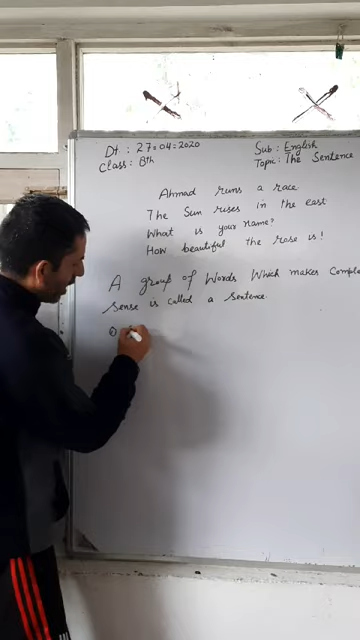 Dt. : 27=04=2020
Class: 8th
Sub : English
Topic: The Sentence
Ahmad runs a race
The Sun rises in the east
What is your name?
How beautiful the rose is!
A group of Words Which makes Comple
Sense is called a Sentence.